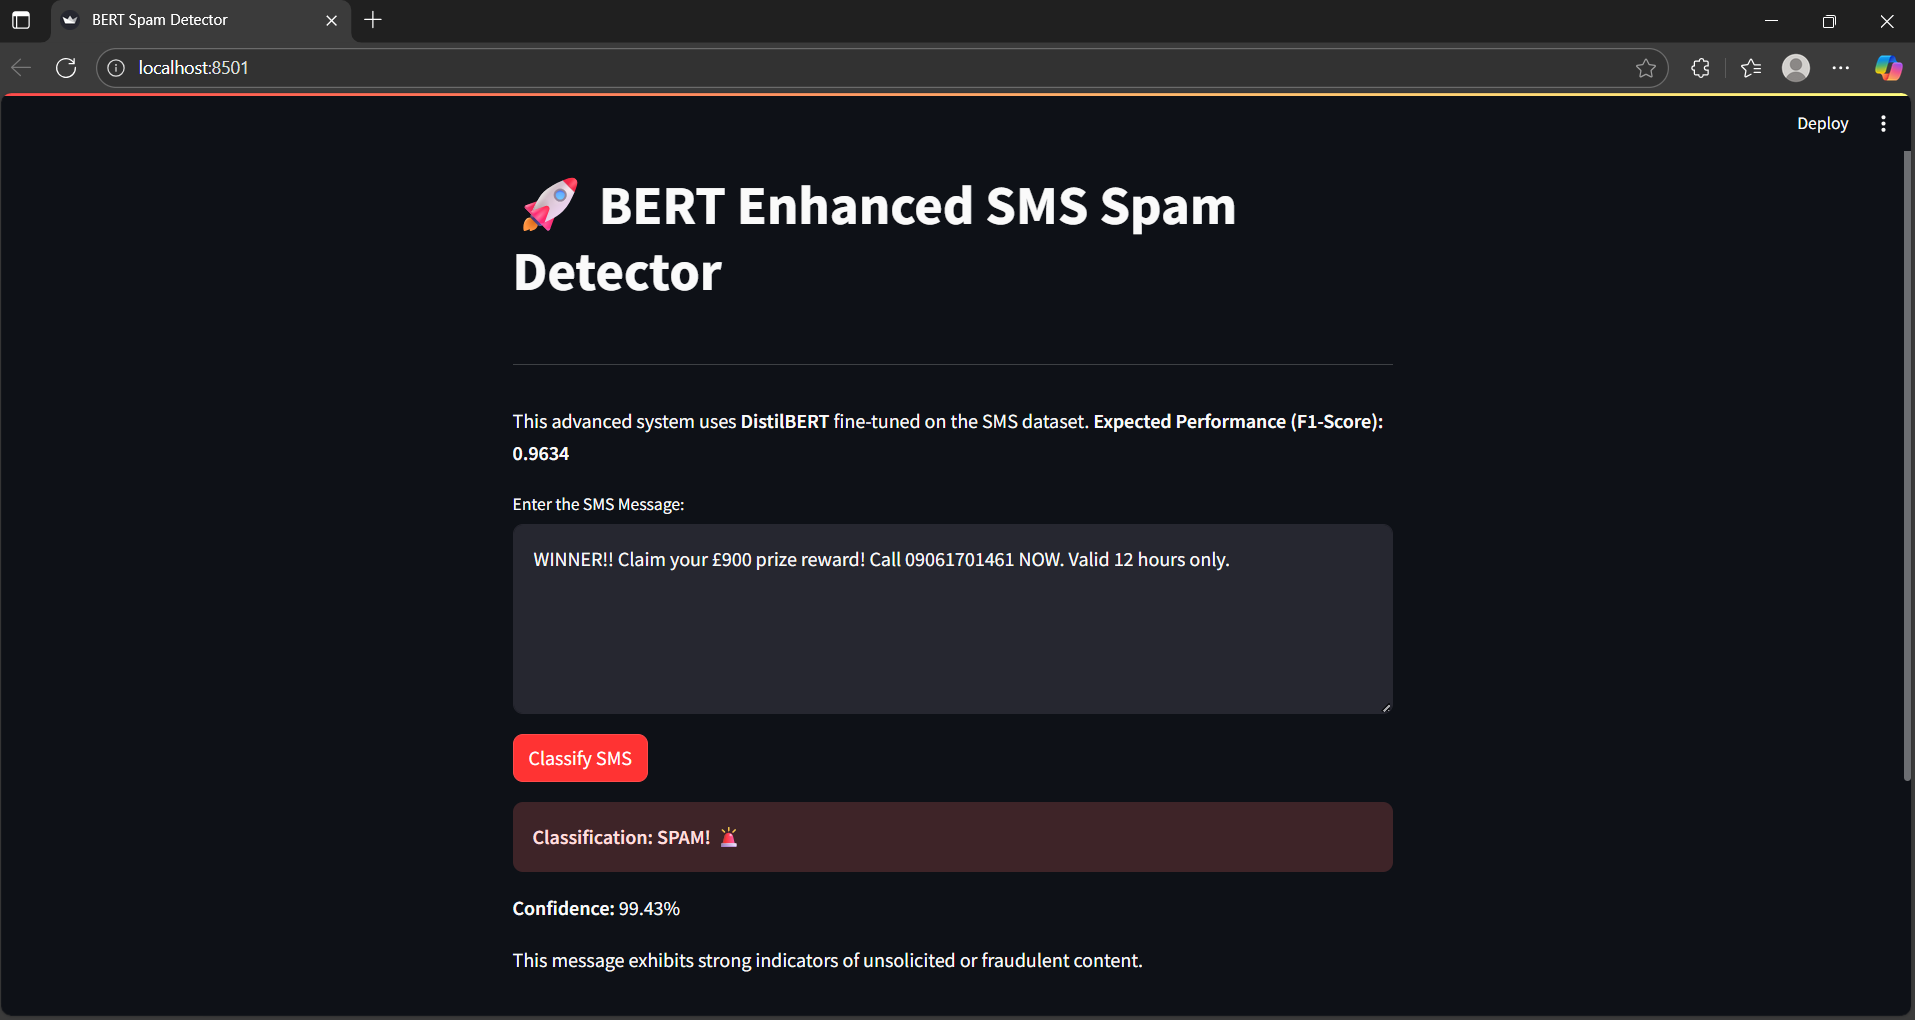 BERT Spam Detector
localhost:8501
Deploy
🚀 BERT Enhanced SMS Spam
Detector
This advanced system uses DistilBERT fine-tuned on the SMS dataset. Expected Performance (F1-Score):
0.9634
Enter the SMS Message:
WINNER!! Claim your £900 prize reward! Call 09061701461 NOW. Valid 12 hours only.
Classify SMS
Classification: SPAM! 🚨
Confidence: 99.43%
This message exhibits strong indicators of unsolicited or fraudulent content.